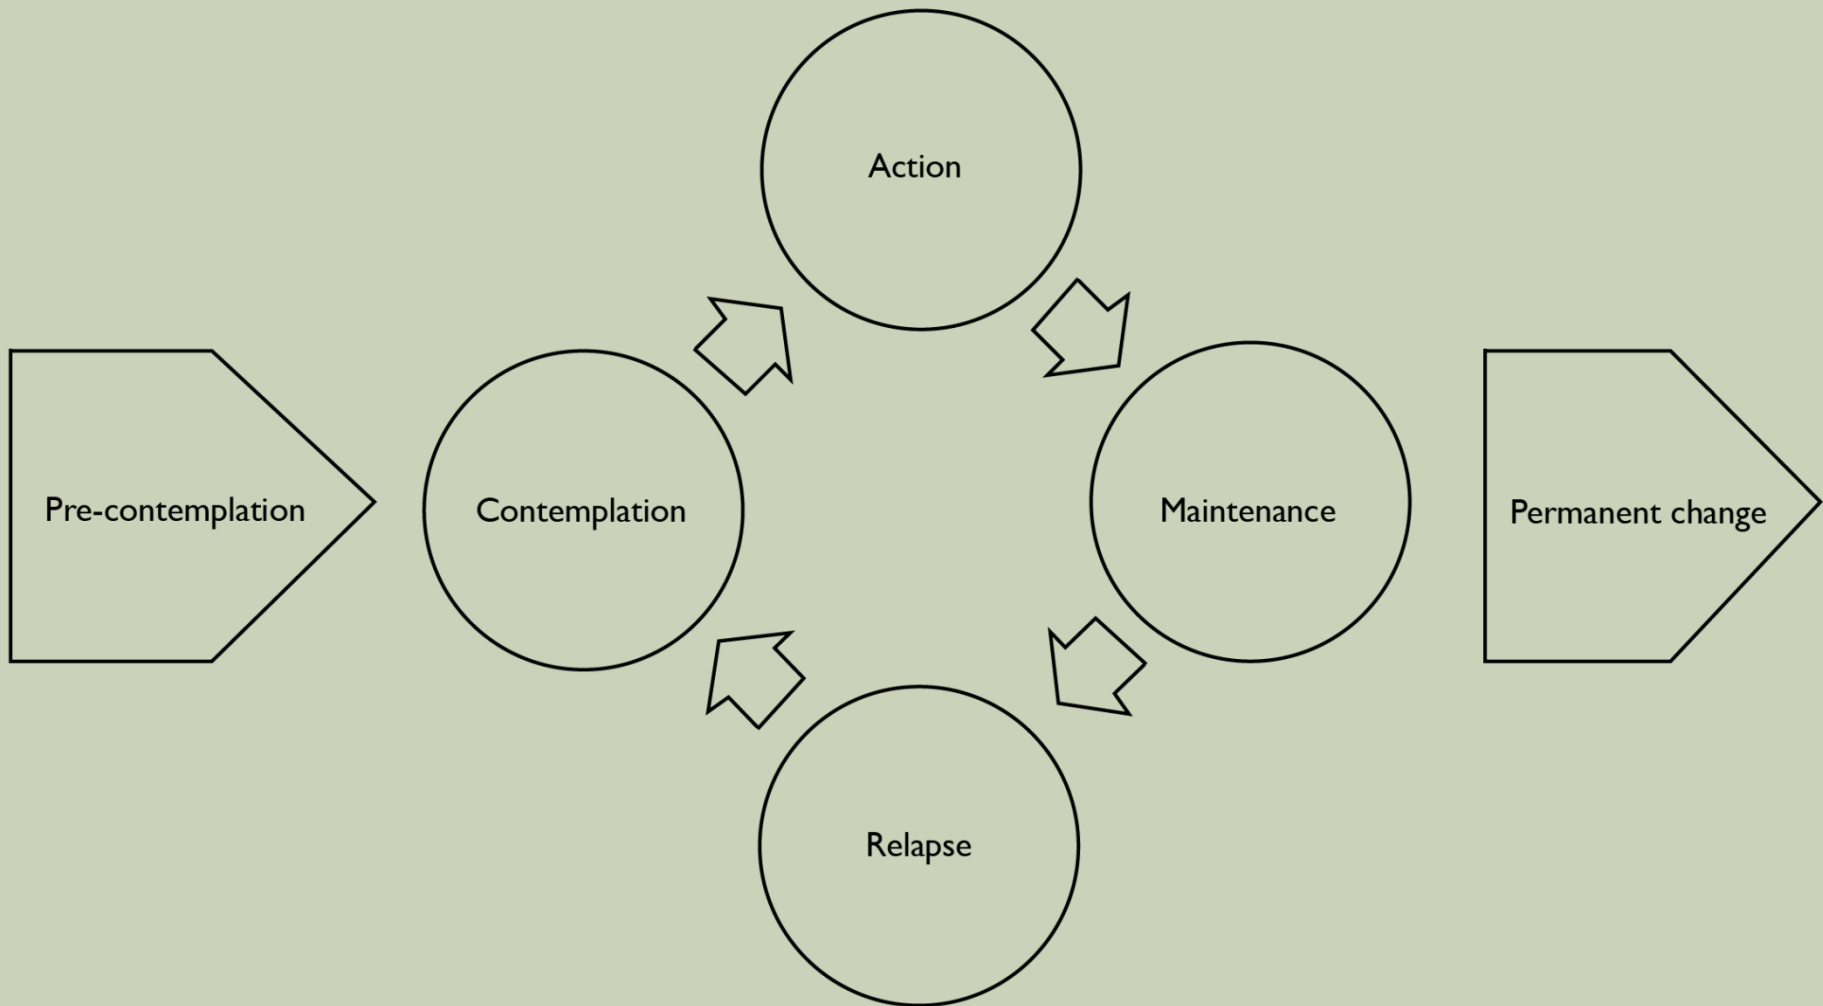 Action
Pre-contemplation
Contemplation
Maintenance
Permanent change
Relapse